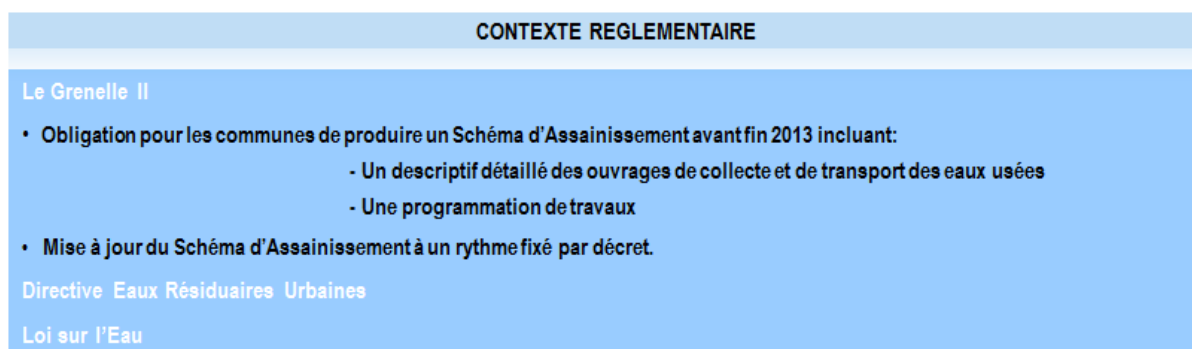 CONTEXTE REGLEMENTAIRE
Le Grenelle II
• Obligation pour les communes de produire un Schéma d'Assainissement avant fin 2013 incluant:
- Un descriptif détaillé des ouvrages de collecte et de transport des eaux usées
- Une programmation de travaux
• Mise à jour du Schéma d'Assainissement à un rythme fixé par décret.
Directive Eaux Résiduaires Urbaines
Loi sur l'Eau